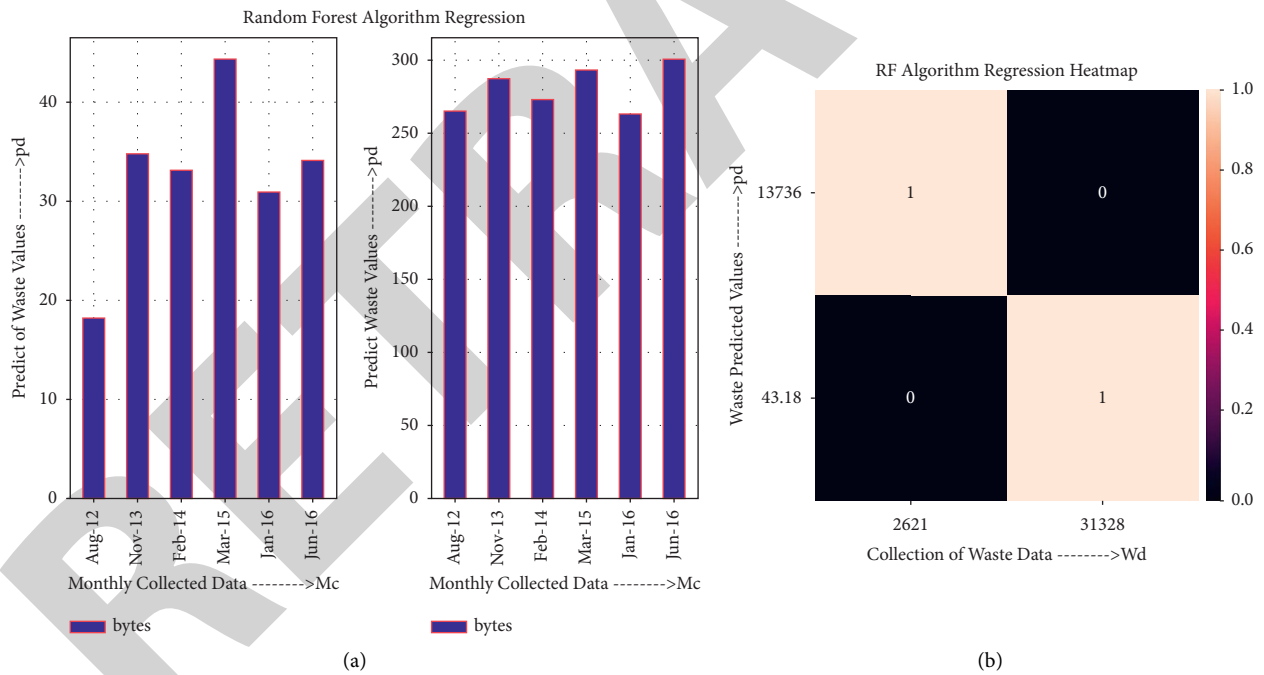 Random Forest Algorithm Regression
Predict of Waste Values ------->pd
40
30
20
10
0
Aug-12
Nov-13
Feb-14
Mar-15
Jan-16
Jun-16
Monthly Collected Data -------->Mc
bytes
Predict Waste Values ------->pd
300
250
200
150
100
50
0
Aug-12
Nov-13
Feb-14
Mar-15
Jan-16
Jun-16
Monthly Collected Data -------->Mc
bytes
(a)
RF Algorithm Regression Heatmap
Waste Predicted Values ------->pd
13736
43.18
1 0
0 1
2621 31328
Collection of Waste Data -------->Wd
1.0
0.8
0.6
0.4
0.2
0.0
(b)
RETRA